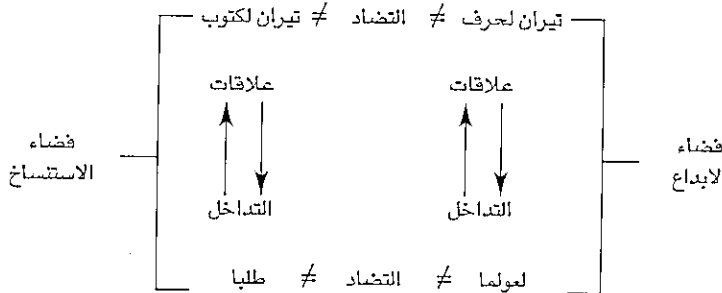 تيران لحرف ≠ التضاد ≠ تيران لكتوب
علاقات علاقات
فضاء لابداع
فضاء الاستنساخ
التداخل التداخل
لعولما ≠ التضاد ≠ طلبا